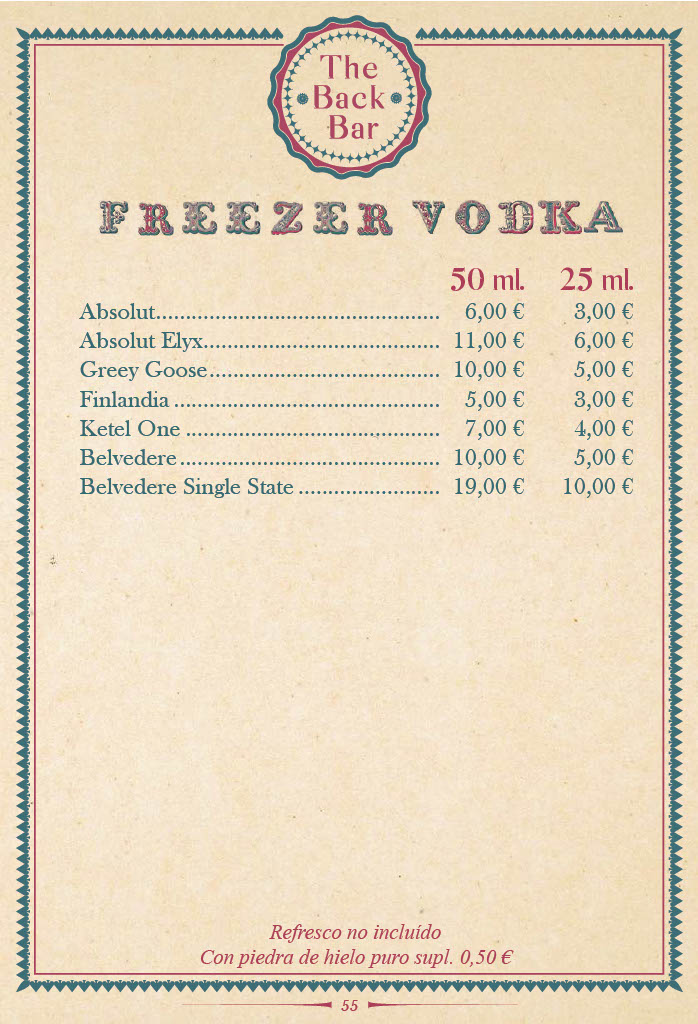 The
Back
Bar
FREEZER VODKA
50 ml. 25 ml.
Absolut.................................................. 6,00 € 3,00 €
Absolut Elyx.......................................... 11,00 € 6,00 €
Greey Goose......................................... 10,00 € 5,00 €
Finlandia ............................................... 5,00 € 3,00 €
Ketel One ............................................. 7,00 € 4,00 €
Belvedere.............................................. 10,00 € 5,00 €
Belvedere Single State ......................... 19,00 € 10,00 €
Refresco no incluído
Con piedra de hielo puro supl. 0,50 €
55